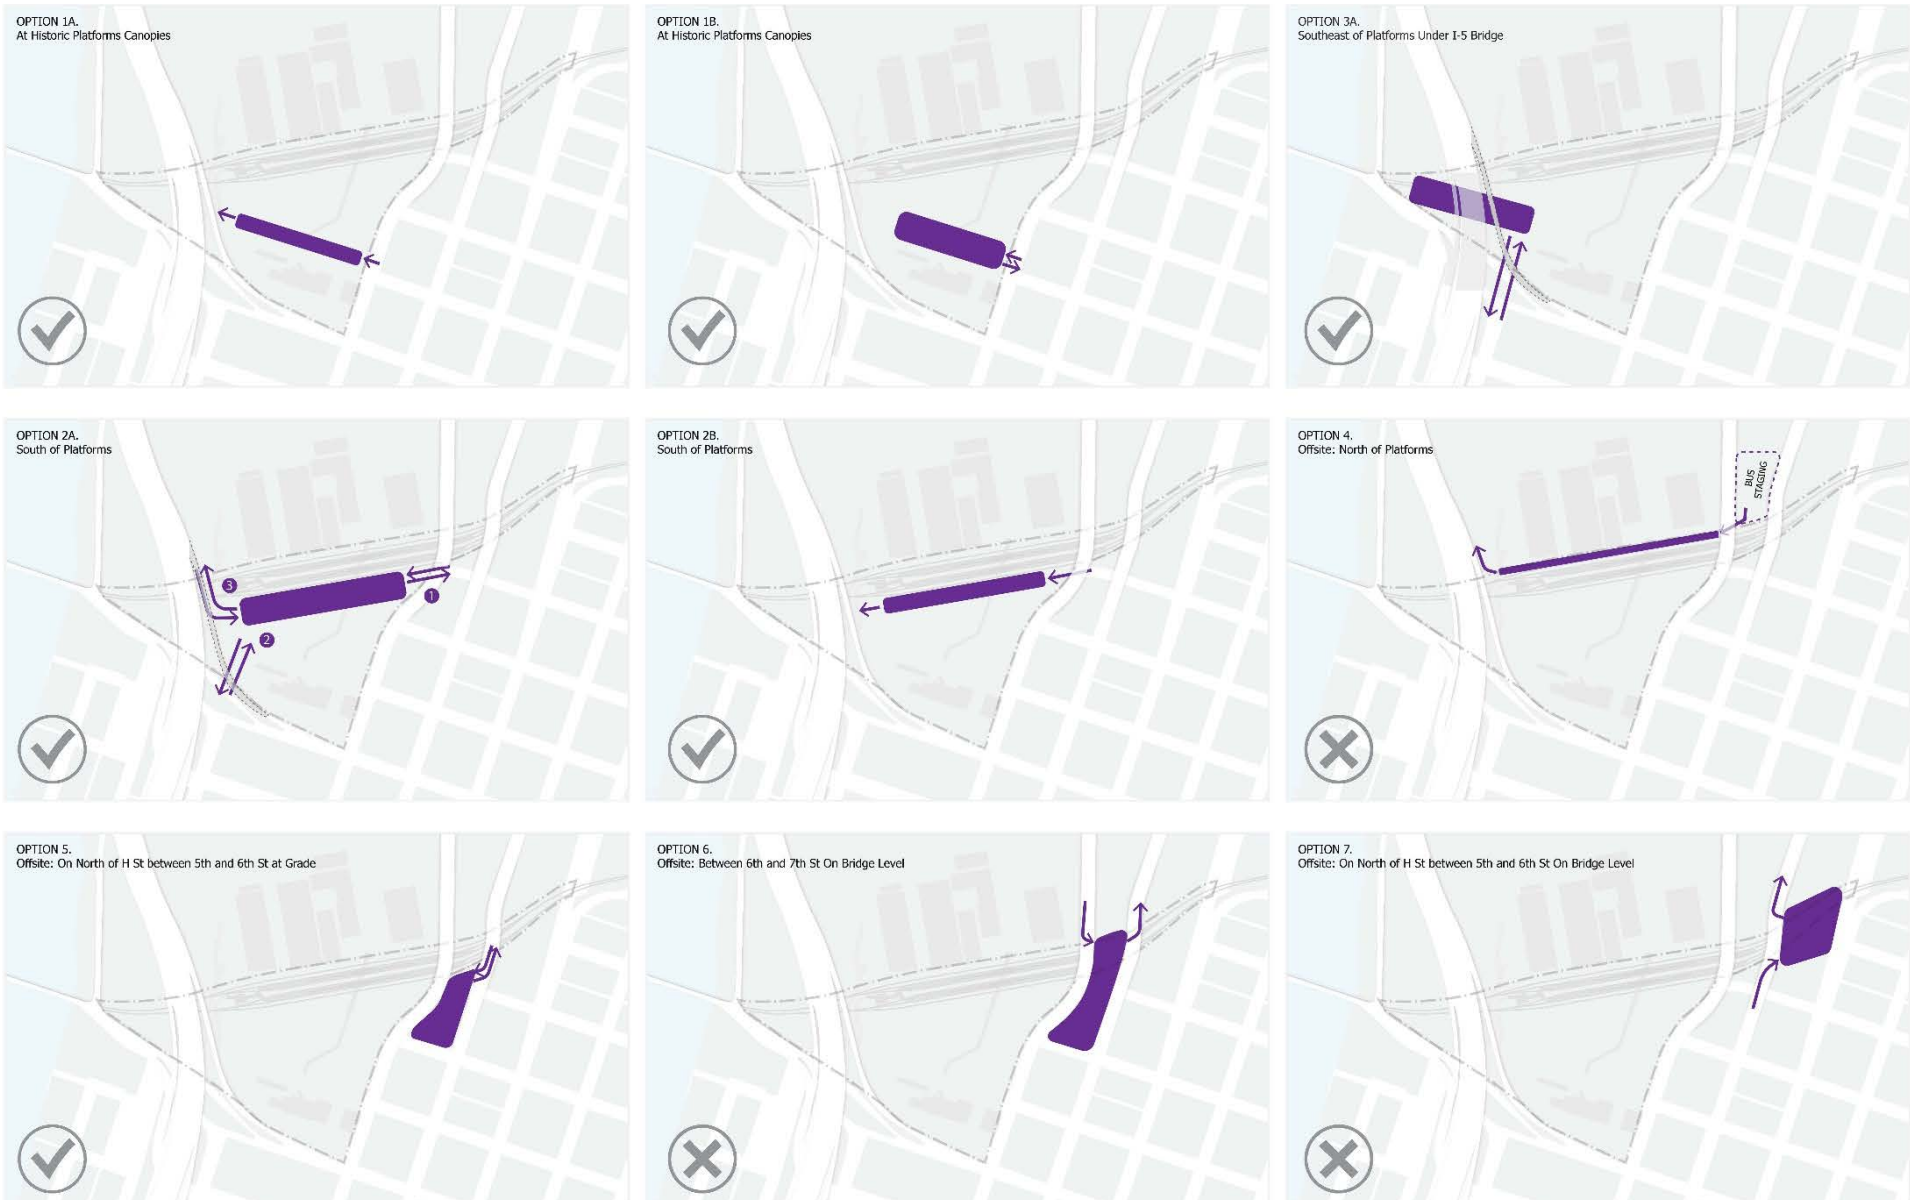 OPTION 1A.
At Historic Platforms Canopies
OPTION 1B.
At Historic Platforms Canopies
OPTION 3A.
Southeast of Platforms Under I-5 Bridge
OPTION 2A.
South of Platforms
3
1
2
OPTION 2B.
South of Platforms
OPTION 4.
Offsite: North of Platforms
BUS
STAGING
OPTION 5.
Offsite: On North of H St between 5th and 6th St at Grade
OPTION 6.
Offsite: Between 6th and 7th St On Bridge Level
OPTION 7.
Offsite: On North of H St between 5th and 6th St On Bridge Level